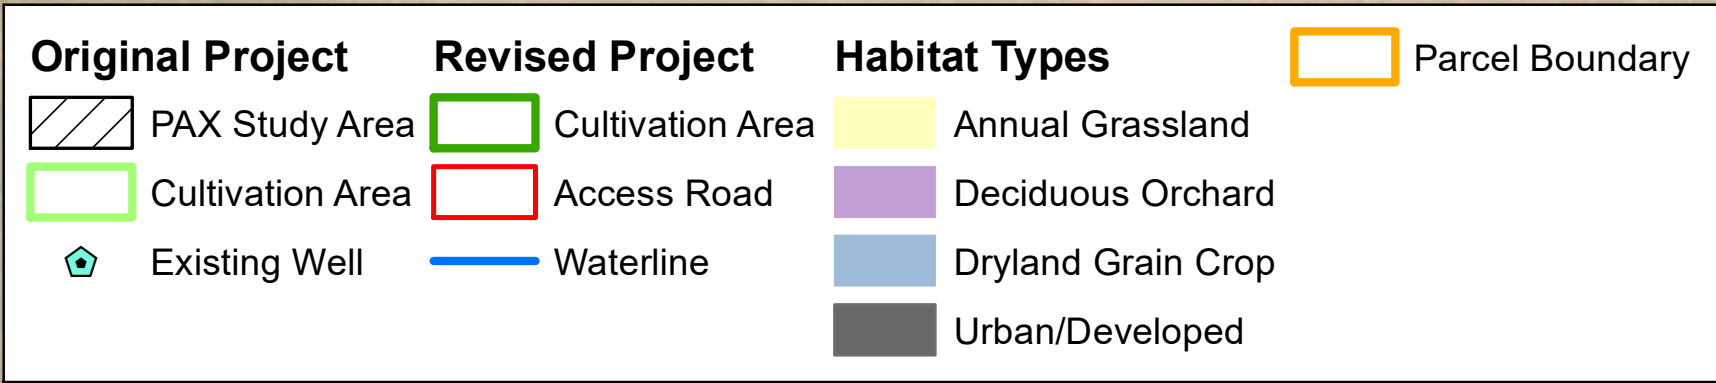 Original Project
PAX Study Area
Cultivation Area
Existing Well
Revised Project
Cultivation Area
Access Road
Waterline
Habitat Types
Annual Grassland
Deciduous Orchard
Dryland Grain Crop
Urban/Developed
Parcel Boundary